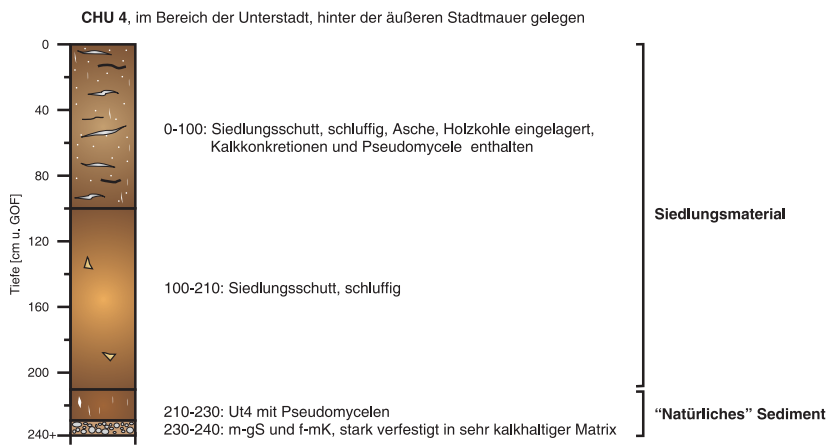 CHU 4, im Bereich der Unterstadt, hinter der äußeren Stadtmauer gelegen
Tiefe [cm u. GOF]
0
40
80
120
160
200
240+
0-100: Siedlungsschutt, schluffig, Asche, Holzkohle eingelagert,
Kalkkonkretionen und Pseudomycele enthalten
100-210: Siedlungsschutt, schluffig
210-230: Ut4 mit Pseudomycelen
230-240: m-gS und f-mK, stark verfestigt in sehr kalkhaltiger Matrix
Siedlungsmaterial
“Natürliches” Sediment